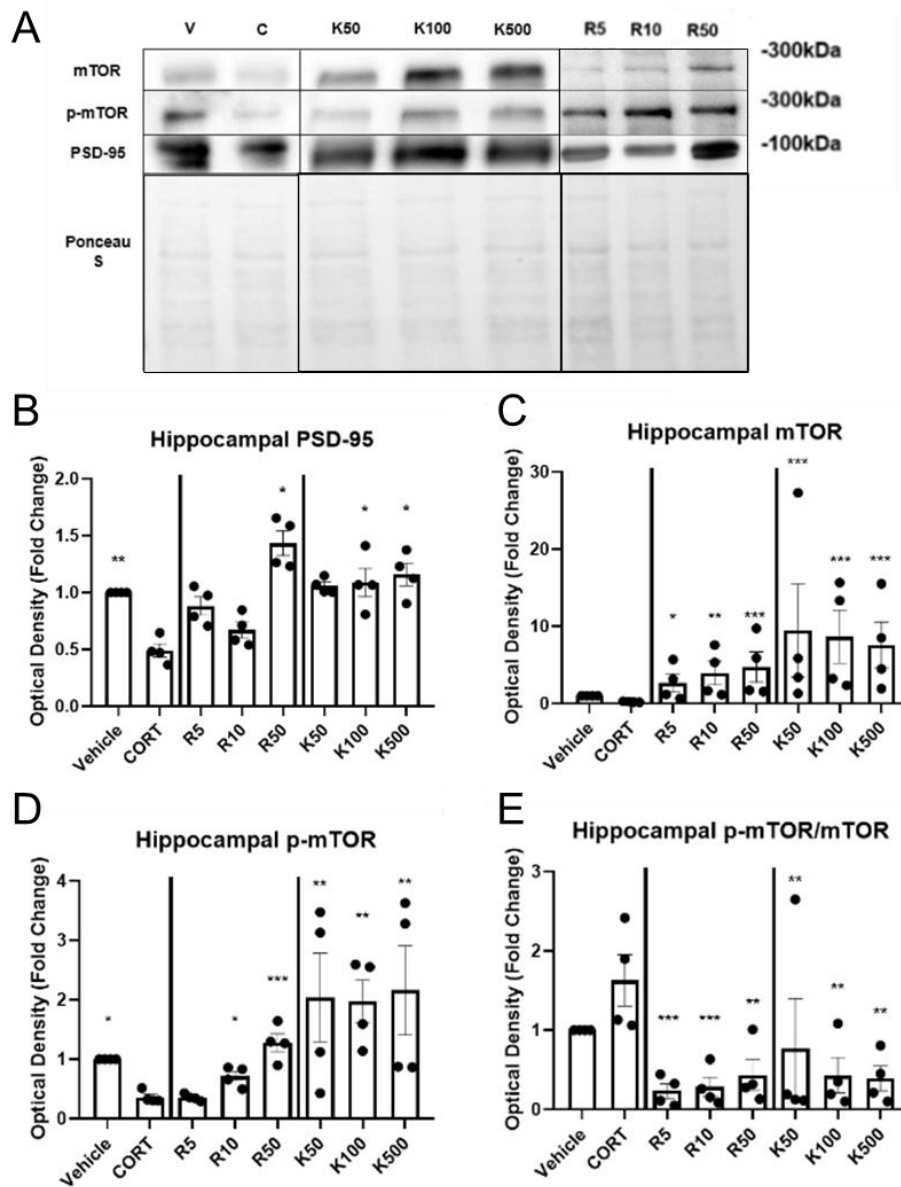 A
V C K50 K100 K500 R5 R10 R50
-300kDa
mTOR
-300kDa
p-mTOR
-100kDa
PSD-95
Ponceau
S
B
Hippocampal PSD-95
Optical Density (Fold Change)
2.0
1.5
1.0
0.5
0.0
** * * *
Vehicle CORT R5 R10 R50 K50 K100 K500
C
Hippocampal mTOR
Optical Density (Fold Change)
30
20
10
0
* ** *** *** *** ***
Vehicle CORT R5 R10 R50 K50 K100 K500
D
Hippocampal p-mTOR
Optical Density (Fold Change)
4
3
2
1
0
* * *** ** ** **
Vehicle CORT R5 R10 R50 K50 K100 K500
E
Hippocampal p-mTOR/mTOR
Optical Density (Fold Change)
3
2
1
0
*** *** ** ** ** **
Vehicle CORT R5 R10 R50 K50 K100 K500